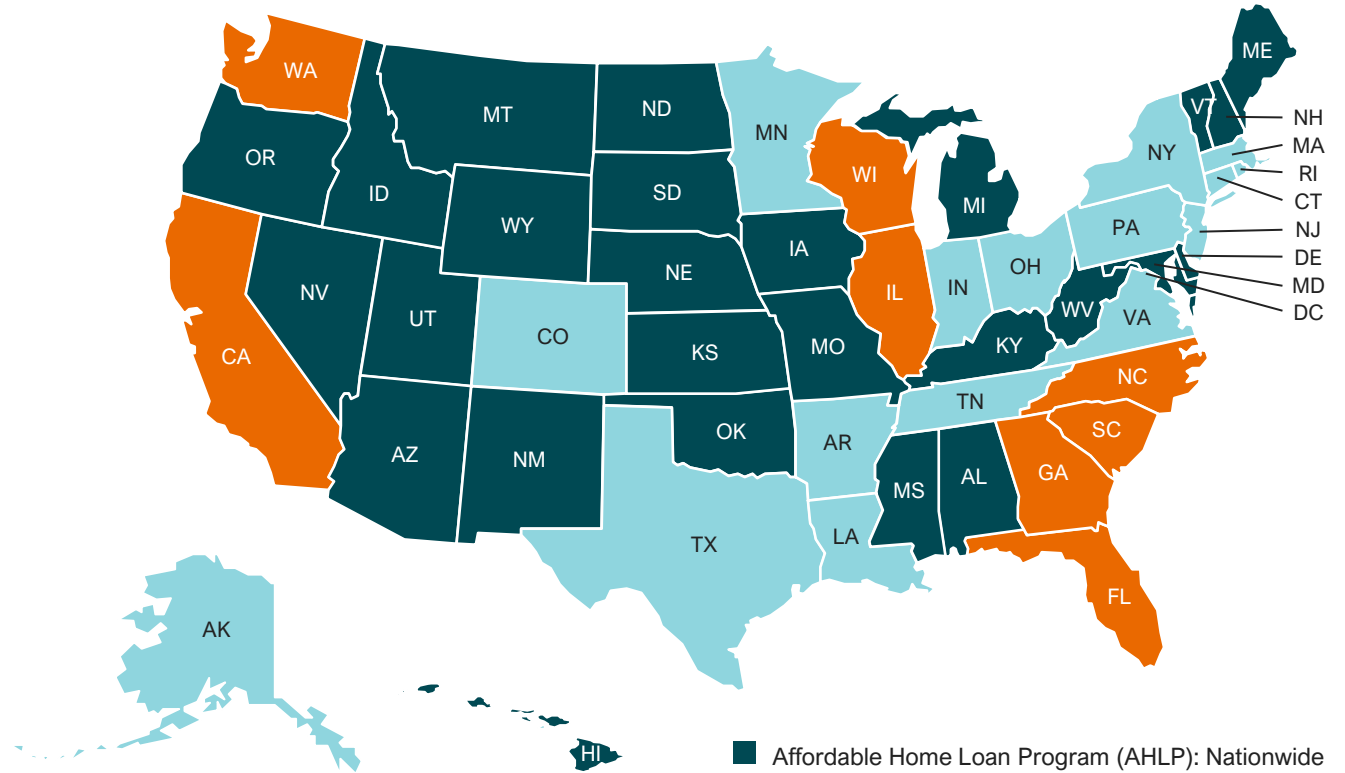 ME
WA
MT
ND
VT
NH
MN
MA
OR
NY
WI
RI
ID
SD
CT
MI
WY
PA
NJ
IA
DE
NE
OH
MD
NV
IL
IN
WV
DC
UT
VA
CO
MO
KY
KS
CA
NC
TN
SC
OK
AR
AZ
NM
GA
AL
MS
LA
TX
FL
AK
HI
Affordable Home Loan Program (AHLP): Nationwide